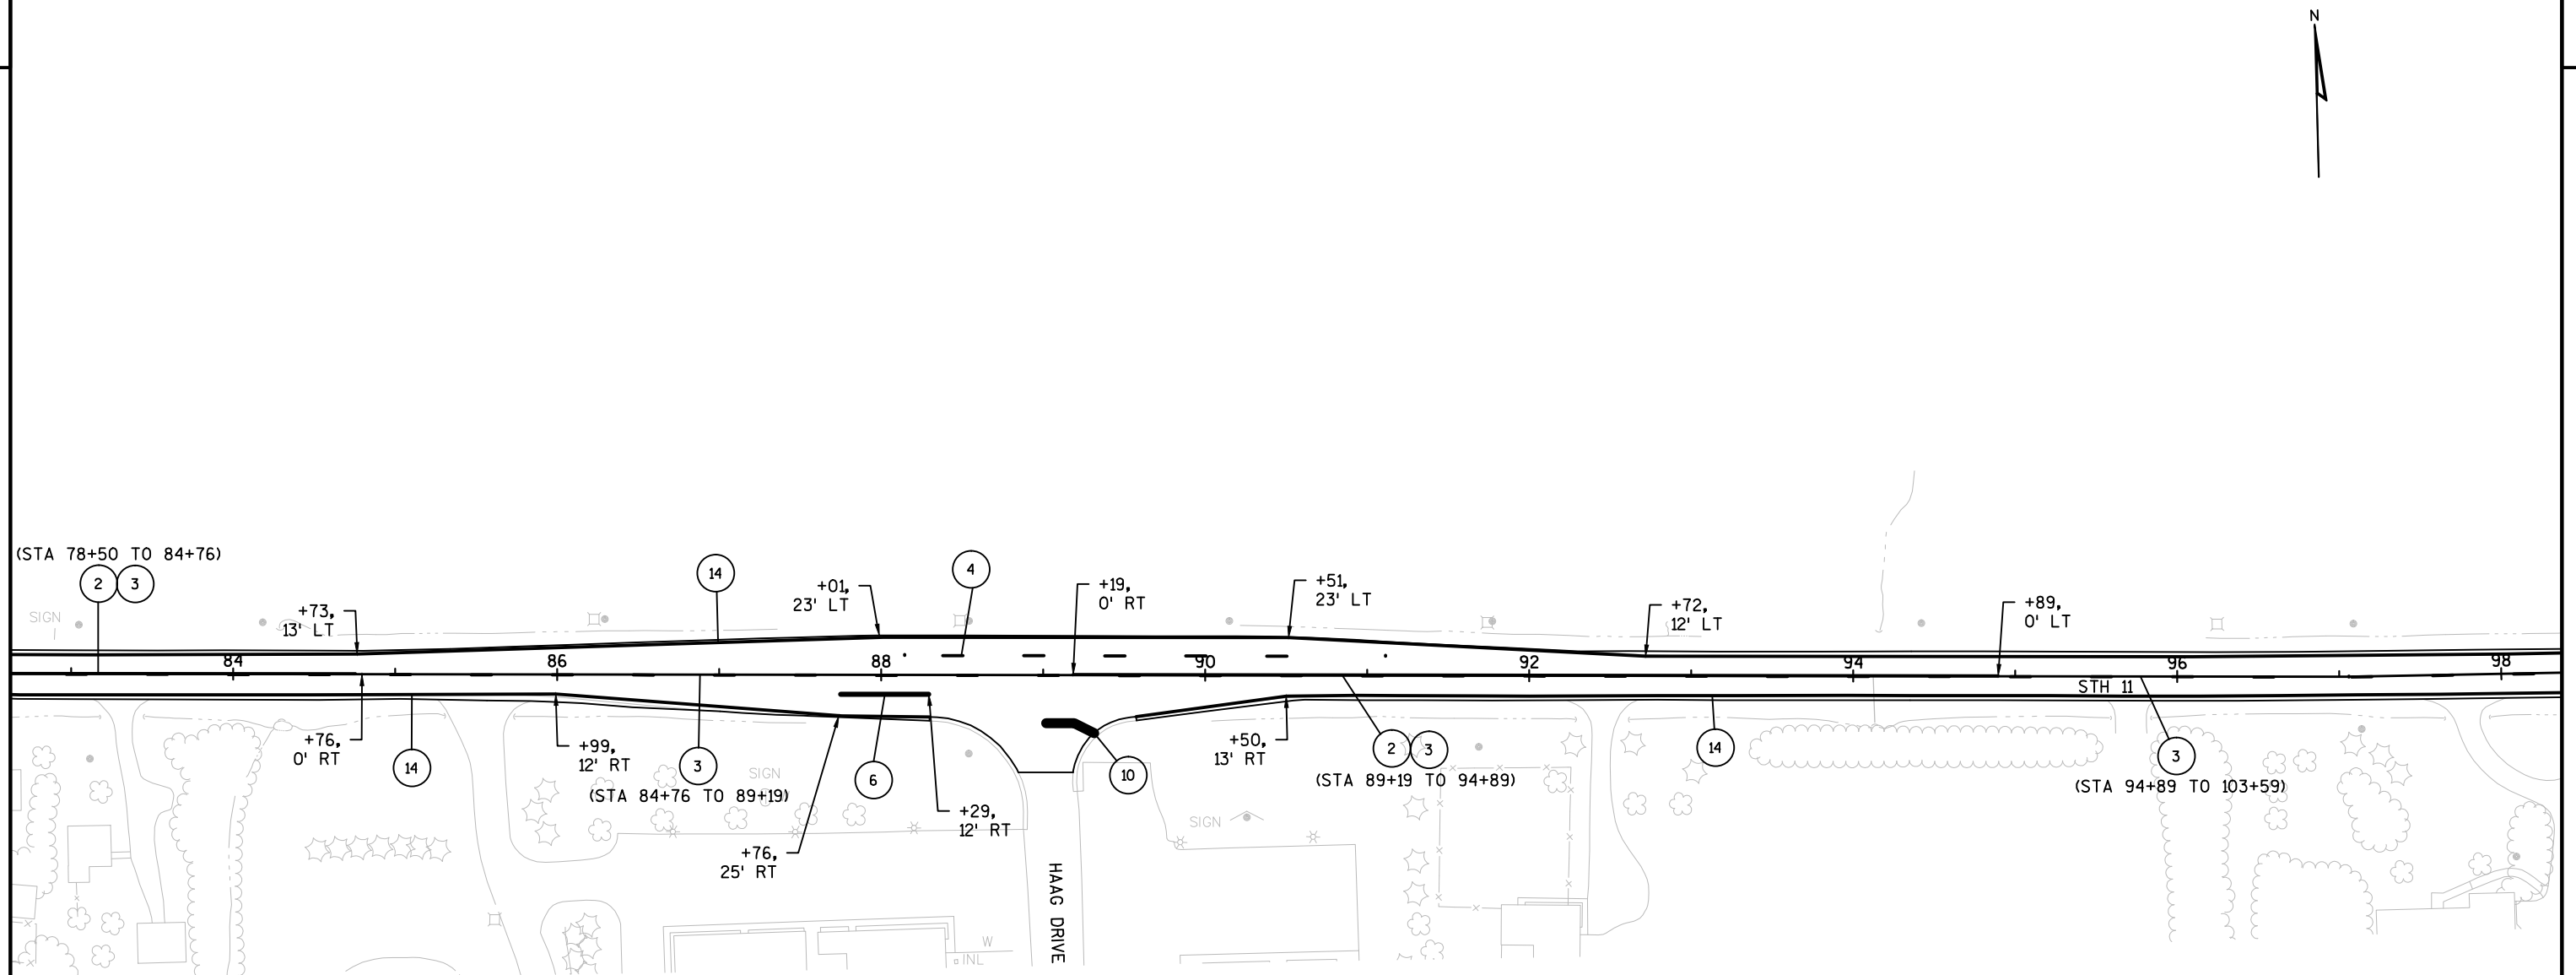 N
(STA 78+50 TO 84+76)
2
3
SIGN
+73,
13' LT
14
+01,
23' LT
4
+19,
0' RT
+51,
23' LT
+72,
12' LT
+89,
0' LT
84
86
88
90
92
94
96
98
STH 11
+76,
0' RT
14
+99,
12' RT
3
(STA 84+76 TO 89+19)
SIGN
6
+76,
25' RT
+29,
12' RT
10
+50,
13' RT
2
3
(STA 89+19 TO 94+89)
SIGN
14
3
(STA 94+89 TO 103+59)
HAAG DRIVE
W
INL